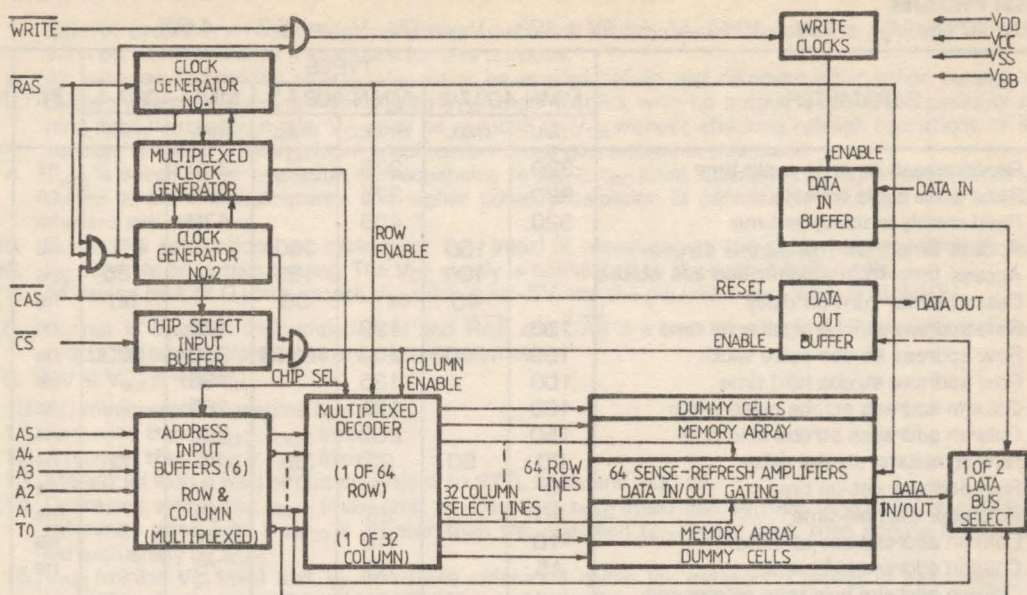 WRITE
RAS
CLOCK
GENERATOR
NO.1
MULTIPLEXED
CLOCK
GENERATOR
CLOCK
GENERATOR
NO.2
CAS
CS
CHIP SELECT
INPUT
BUFFER
A5
A4
A3
A2
A1
T0
ADDRESS
INPUT
BUFFERS (6)
ROW &
COLUMN
(MULTIPLEXED)
ROW
ENABLE
CHIP SEL
COLUMN
ENABLE
MULTIPLEXED
DECODER
(1 OF 64
ROW)
(1 OF 32
COLUMN)
64 ROW
LINES
32 COLUMN
SELECT LINES
WRITE
CLOCKS
VDD
VCC
VSS
VBB
ENABLE
DATA
IN
BUFFER
DATA IN
RESET
ENABLE
DATA
OUT
BUFFER
DATA OUT
DUMMY CELLS
MEMORY ARRAY
64 SENSE-REFRESH AMPLIFIERS
DATA IN/OUT GATING
MEMORY ARRAY
DUMMY CELLS
DATA
IN/OUT
1 OF 2
DATA
BUS
SELECT